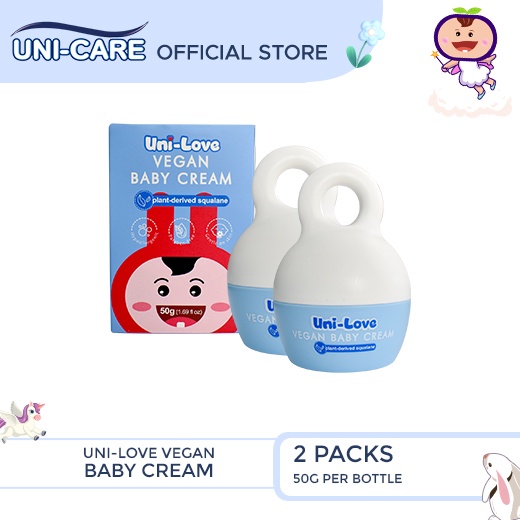 UNI-CARE OFFICIAL STORE
Uni-Love
VEGAN
BABY CREAM
plant-derived squalane
50g (1.69 fl oz)
Uni-Love
VEGAN BABY CREAM
plant-derived squalane
UNI-LOVE VEGAN
BABY CREAM
2 PACKS
50G PER BOTTLE